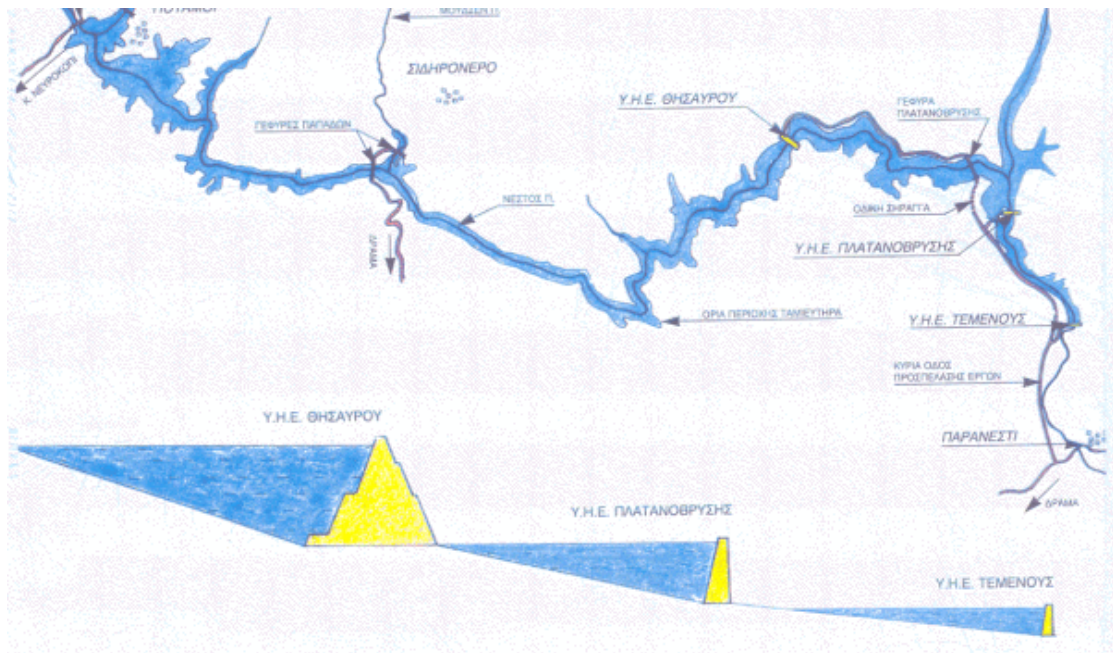 ΠΟΤΑΜΟΙ
Κ. ΝΕΥΡΟΚΟΠΙ
ΣΙΔΗΡΟΝΕΡΟ
ΓΕΦΥΡΕΣ ΠΑΠΑΔΩΝ
ΔΡΑΜΑ
ΝΕΣΤΟΣ Π.
Υ.Η.Ε. ΘΗΣΑΥΡΟΥ
ΓΕΦΥΡΑ
ΠΛΑΤΑΝΟΒΡΥΣΗΣ
ΟΔΙΚΗ ΣΗΡΑΓΓΑ
Υ.Η.Ε. ΠΛΑΤΑΝΟΒΡΥΣΗΣ
ΟΡΙΑ ΠΕΡΙΟΧΗΣ ΤΑΜΙΕΥΤΗΡΑ
Υ.Η.Ε. ΤΕΜΕΝΟΥΣ
ΚΥΡΙΑ ΟΔΟΣ
ΠΡΟΣΠΕΛΑΣΗΣ ΕΡΓΩΝ
ΠΑΡΑΝΕΣΤΙ
ΔΡΑΜΑ
Υ.Η.Ε. ΘΗΣΑΥΡΟΥ
Υ.Η.Ε. ΠΛΑΤΑΝΟΒΡΥΣΗΣ
Υ.Η.Ε. ΤΕΜΕΝΟΥΣ